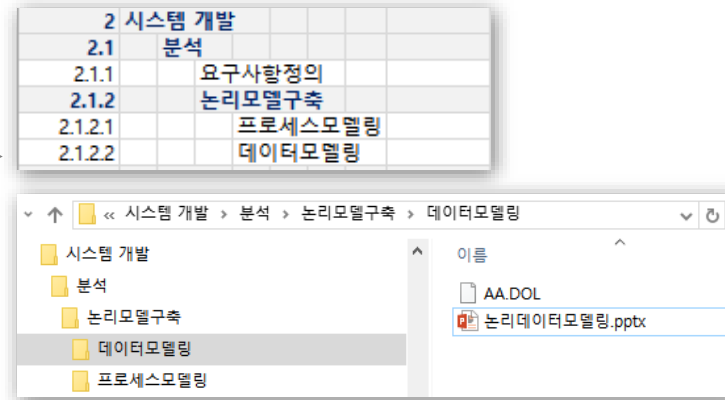 2 시스템 개발
2.1 분석
2.1.1 요구사항정의
2.1.2 논리모델구축
2.1.2.1 프로세스모델링
2.1.2.2 데이터모델링
« 시스템 개발 › 분석 › 논리모델구축 › 데이터모델링
시스템 개발
분석
논리모델구축
데이터모델링
프로세스모델링
이름
AA.DOL
논리데이터모델링.pptx